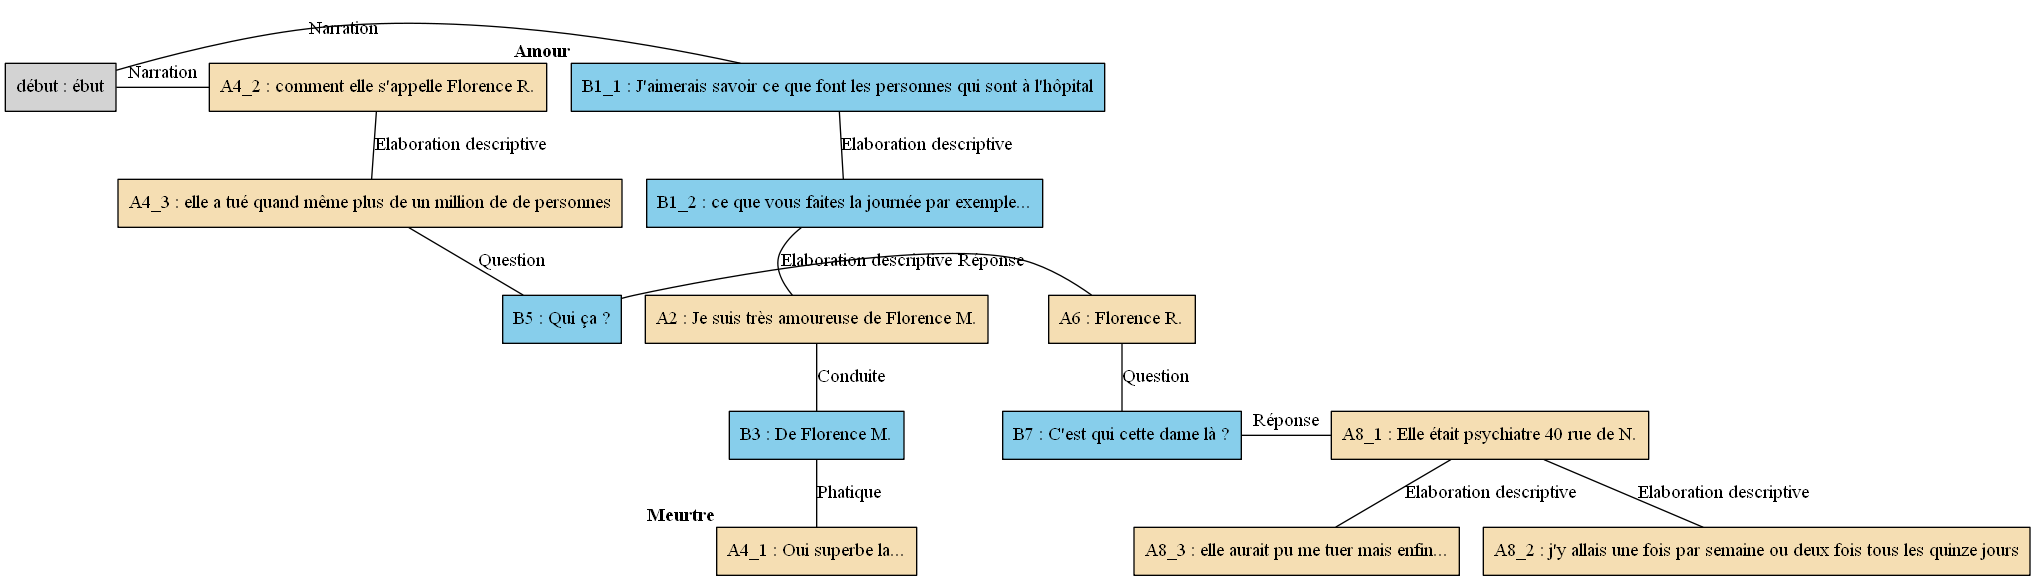 Narration
Amour
Narration
début : ébut
A4_2 : comment elle s'appelle Florence R.
B1_1 : J'aimerais savoir ce que font les personnes qui sont à l'hôpital
Elaboration descriptive
Elaboration descriptive
A4_3 : elle a tué quand même plus de un million de de personnes
B1_2 : ce que vous faites la journée par exemple...
Question
Elaboration descriptive
Réponse
B5 : Qui ça ?
A2 : Je suis très amoureuse de Florence M.
A6 : Florence R.
Conduite
Question
B3 : De Florence M.
B7 : C'est qui cette dame là ?
Réponse
A8_1 : Elle était psychiatre 40 rue de N.
Phatique
Elaboration descriptive
Elaboration descriptive
Meurtre
A4_1 : Oui superbe la...
A8_3 : elle aurait pu me tuer mais enfin...
A8_2 : j'y allais une fois par semaine ou deux fois tous les quinze jours